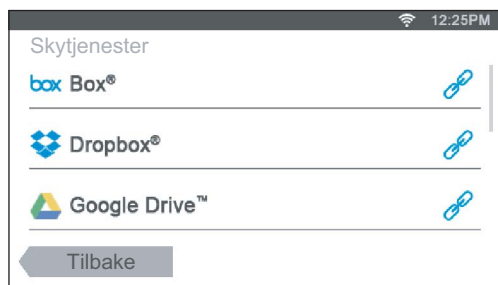 12:25PM
Skytjenester
box Box®
Dropbox®
Google Drive™
Tilbake